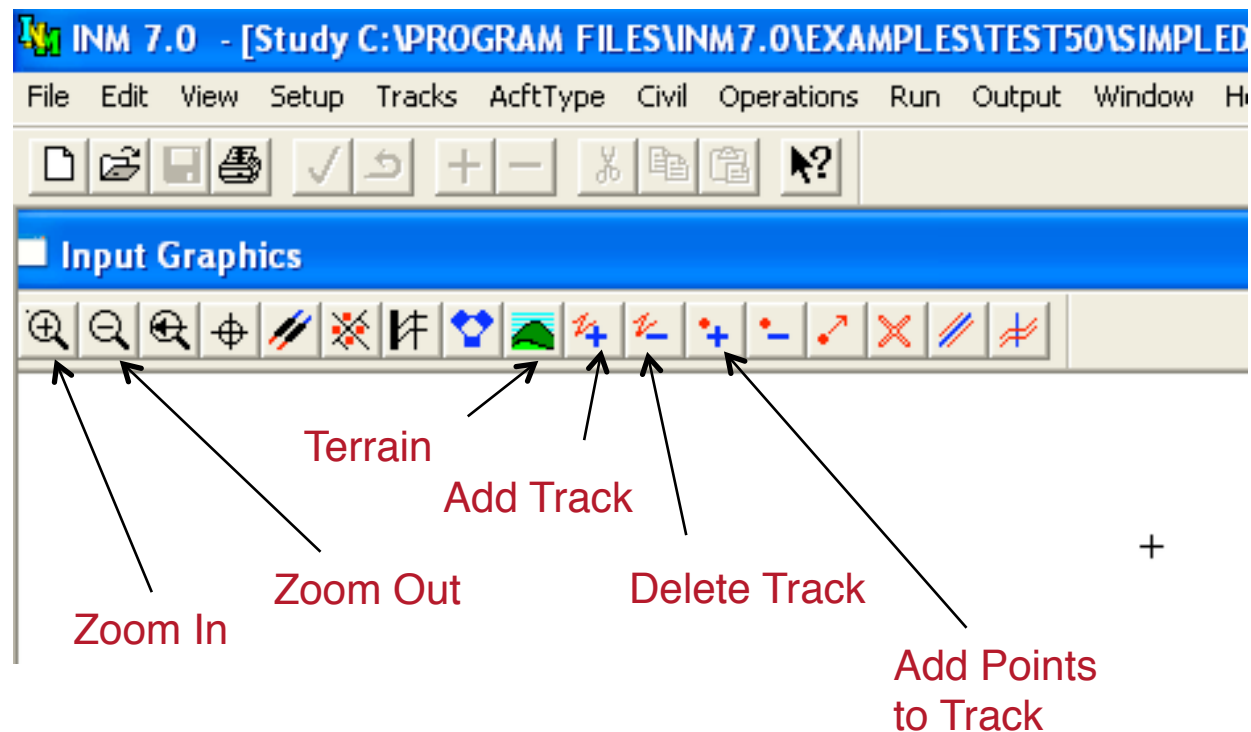 INM 7.0 - [Study C:\PROGRAM FILES\INM7.0\EXAMPLES\TEST50\SIMPLED
File Edit View Setup Tracks AcftType Civil Operations Run Output Window He
Input Graphics
Terrain
Add Track
Zoom Out
Delete Track
Zoom In
Add Points
to Track